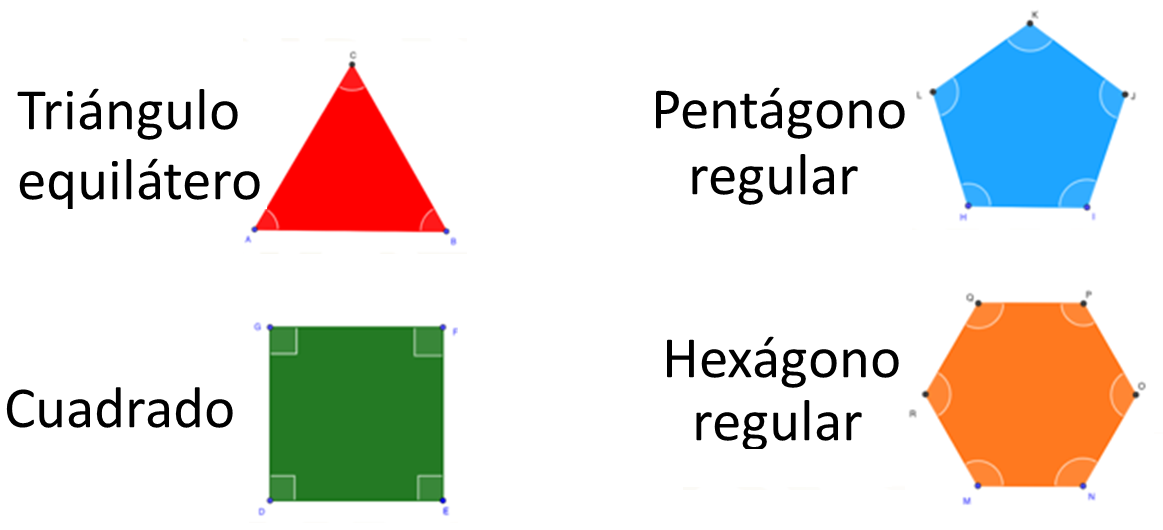 Triángulo
equilátero
C
A
B
Pentágono
regular
K
L
J
H
I
Cuadrado
G
F
D
E
Hexágono
regular
Q
P
R
O
M
N